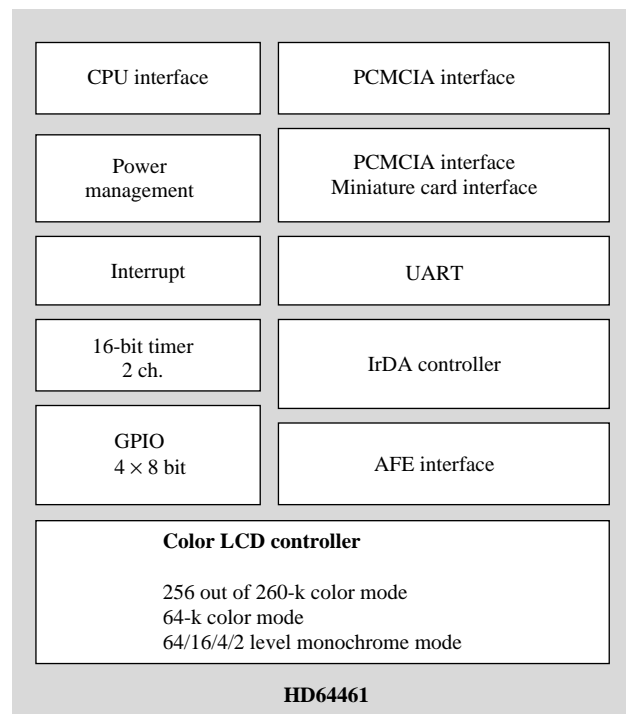 CPU interface
PCMCIA interface
Power
management
PCMCIA interface
Miniature card interface
Interrupt
UART
16-bit timer
2 ch.
IrDA controller
GPIO
4 × 8 bit
AFE interface
Color LCD controller
256 out of 260-k color mode
64-k color mode
64/16/4/2 level monochrome mode
HD64461